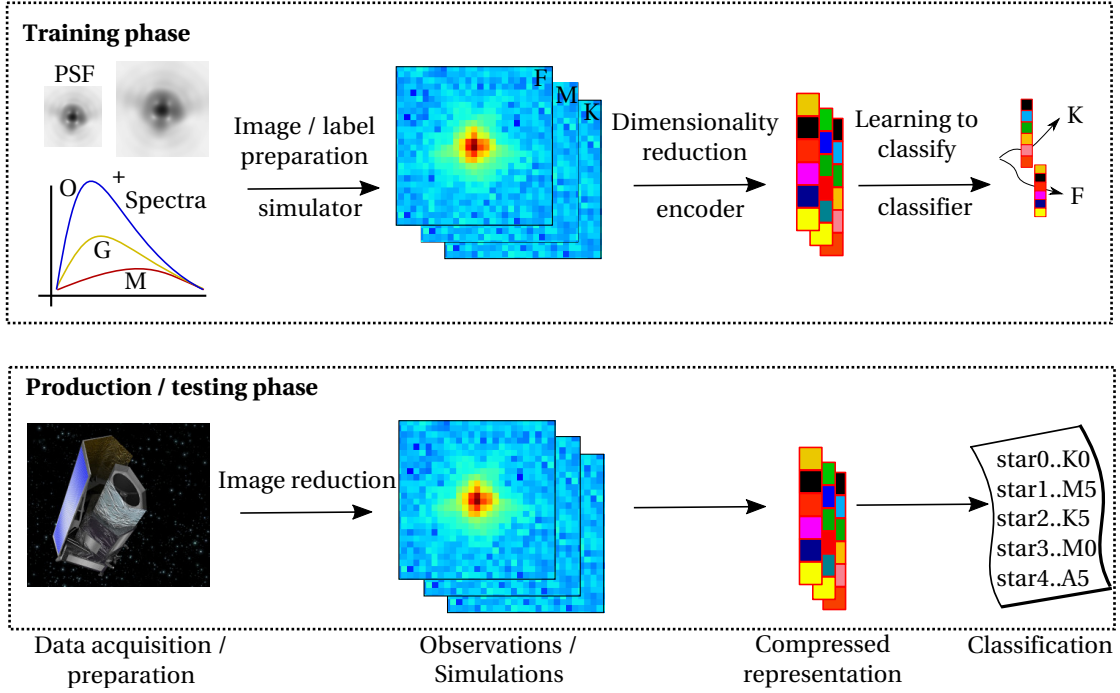 Training phase
PSF
+
Spectra
O
G
M
Image / label
preparation
simulator
F
M
K
Dimensionality
reduction
encoder
Learning to
classify
classifier
K
F
Production / testing phase
Image reduction
star0..K0
star1..M5
star2..K5
star3..M0
star4..A5
Data acquisition /
preparation
Observations /
Simulations
Compressed
representation
Classification